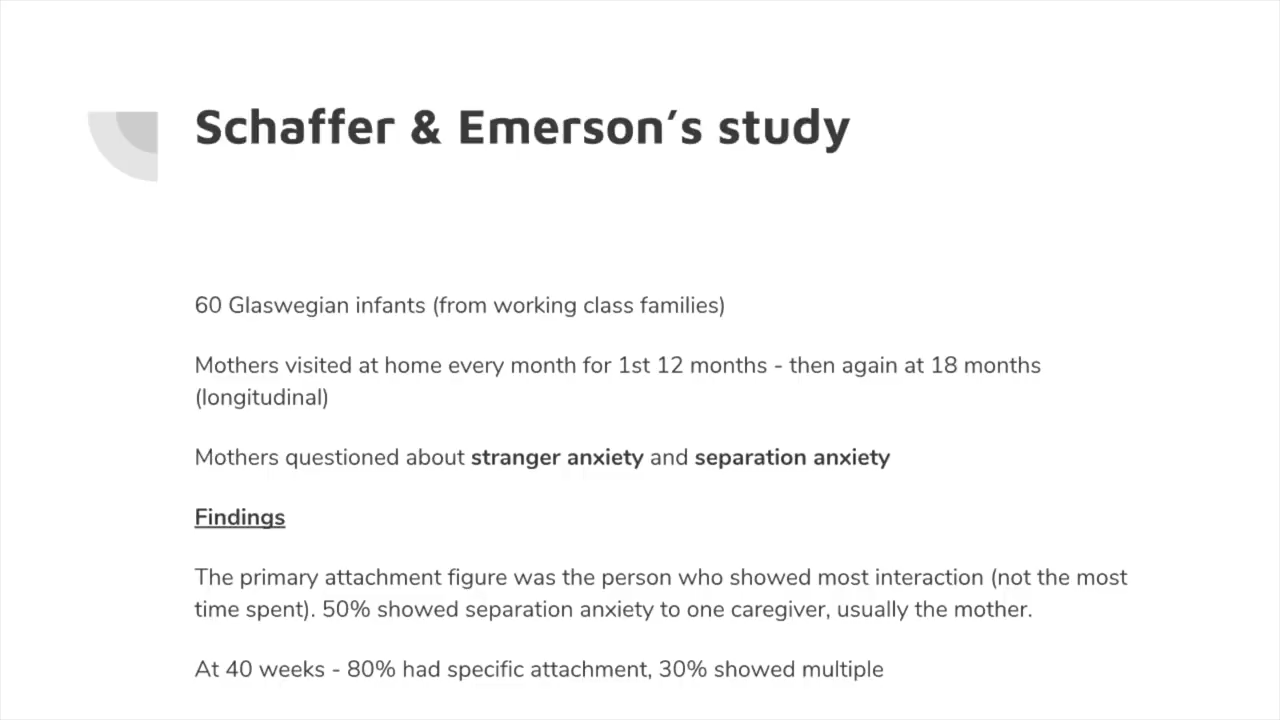 Schaffer & Emerson’s study
60 Glaswegian infants (from working class families)
Mothers visited at home every month for 1st 12 months - then again at 18 months
(longitudinal)
Mothers questioned about stranger anxiety and separation anxiety
Findings
The primary attachment figure was the person who showed most interaction (not the most
time spent). 50% showed separation anxiety to one caregiver, usually the mother.
At 40 weeks - 80% had specific attachment, 30% showed multiple